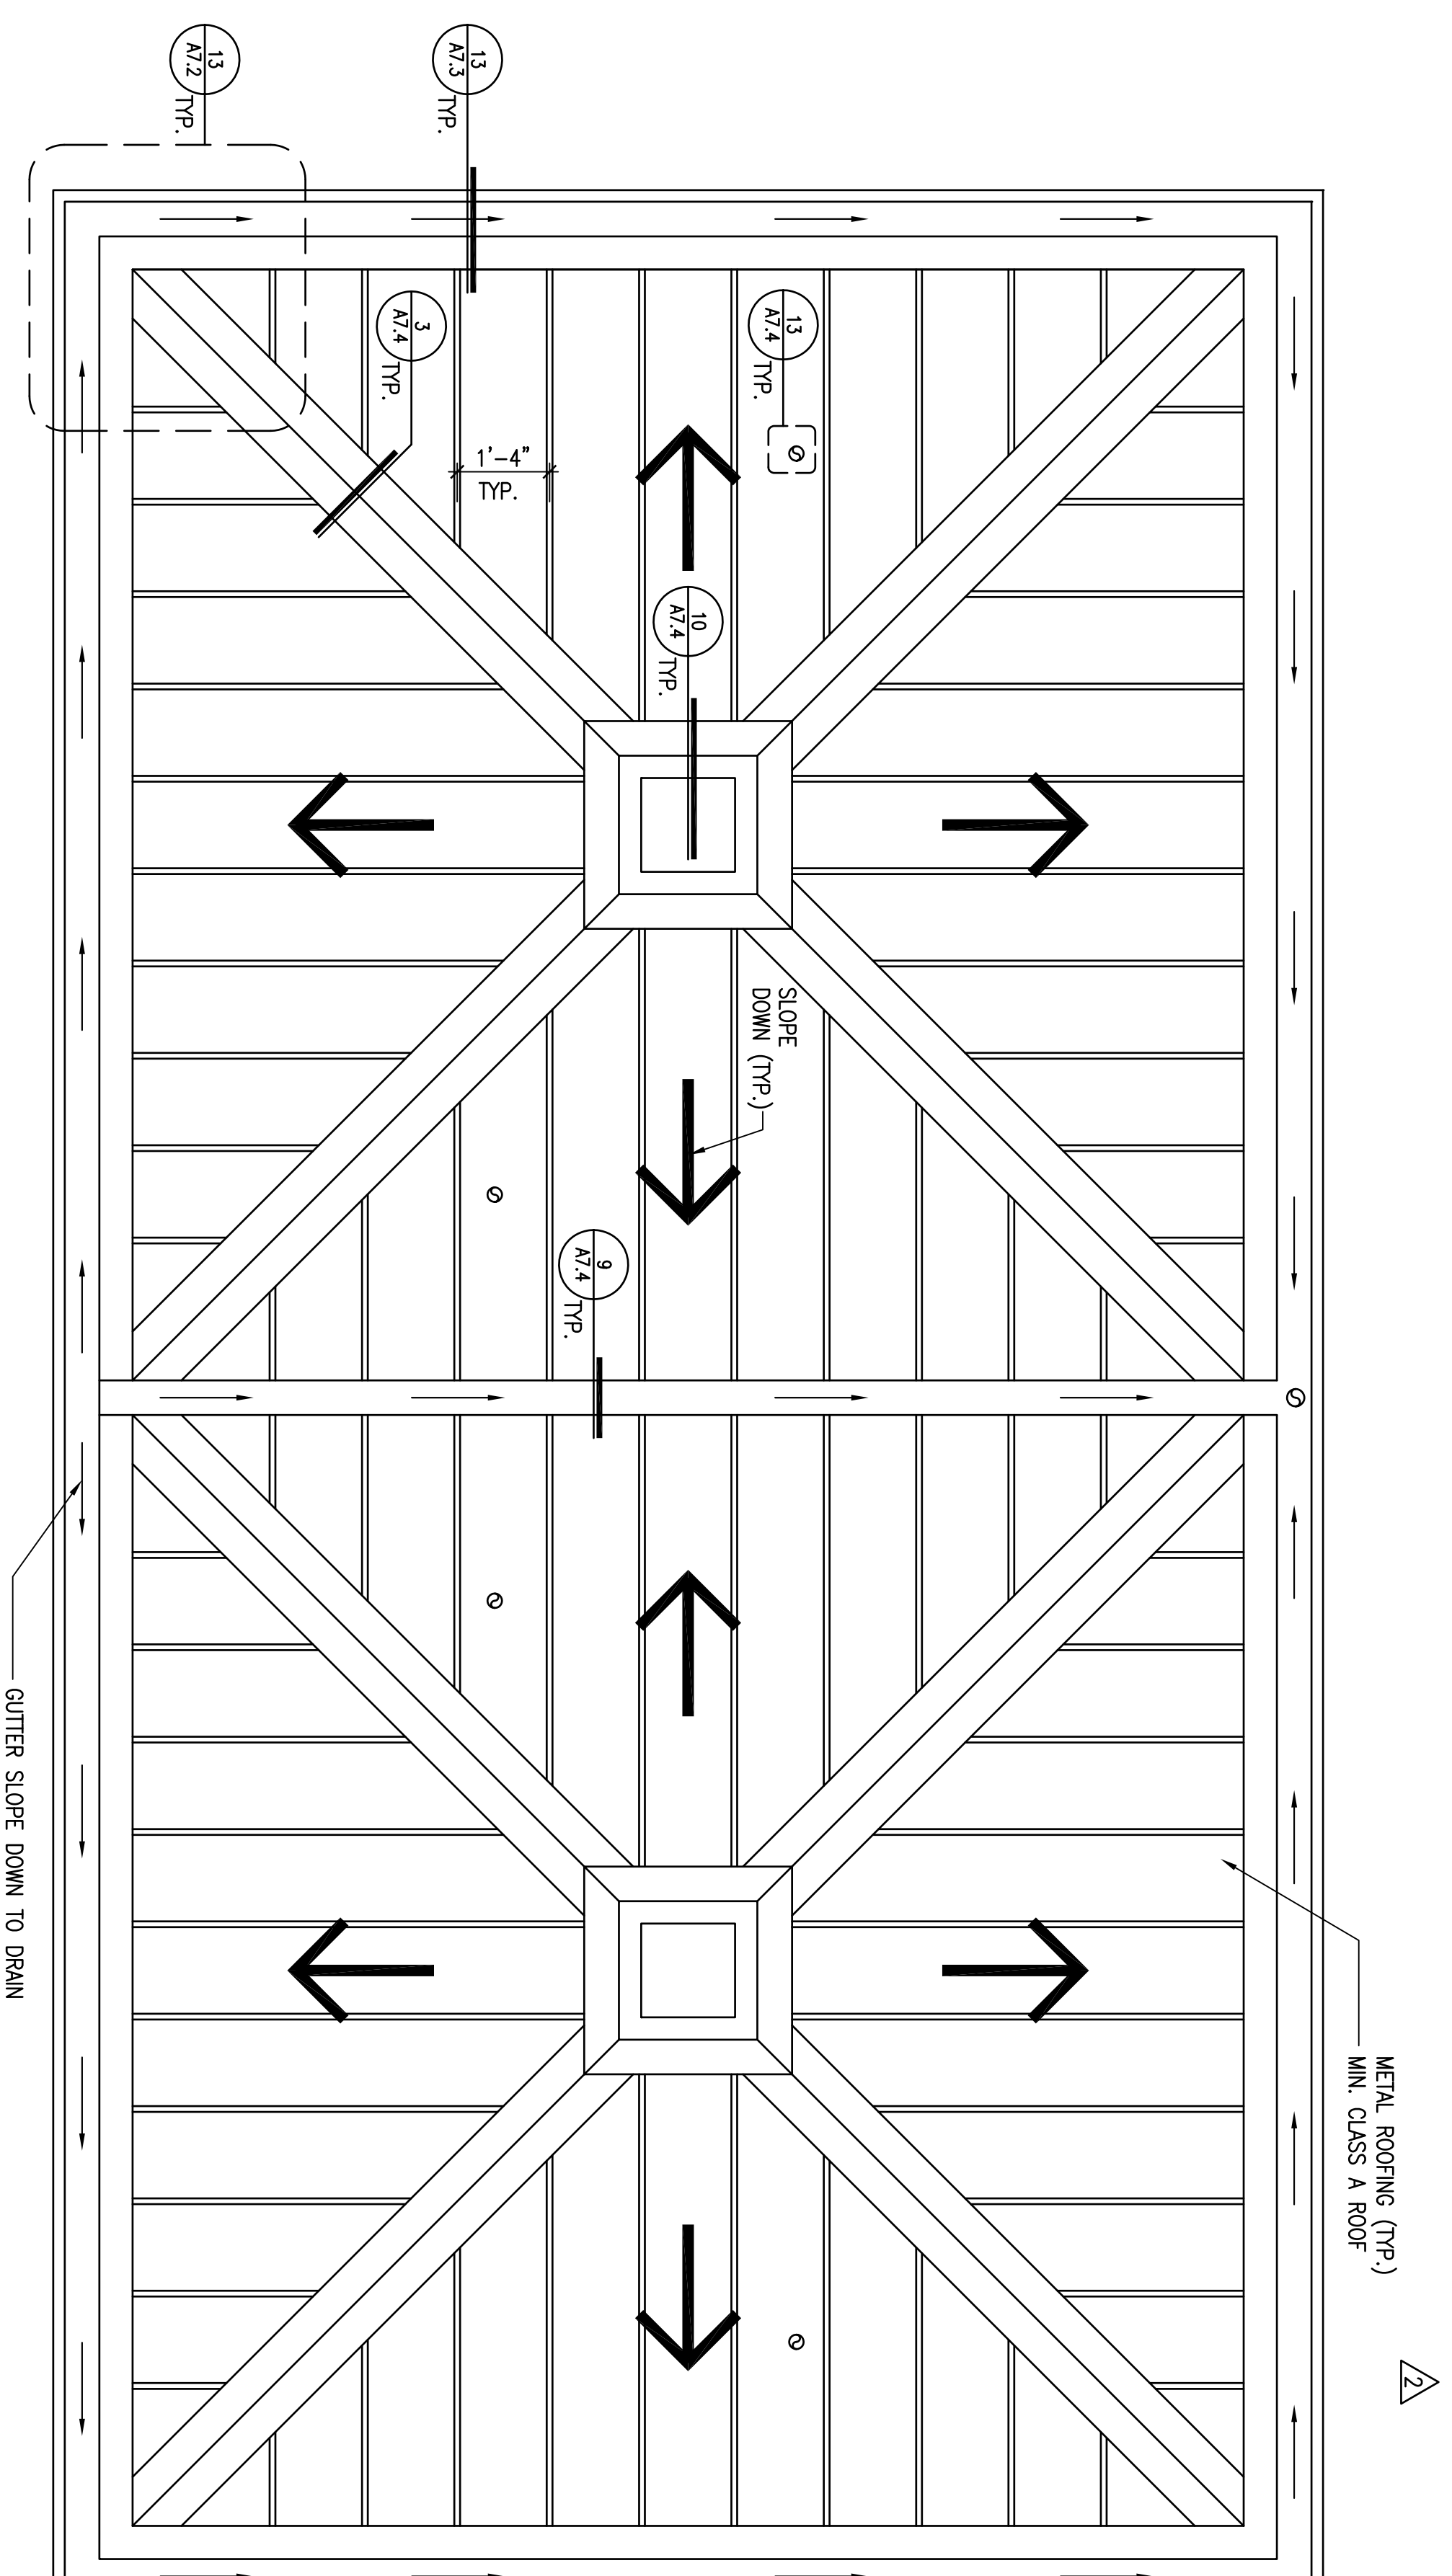 13
A7.2
TYP.
13
A7.3
TYP.
3
A7.4
TYP.
13
A7.4
TYP.
1'-4"
TYP.
10
A7.4
TYP.
SLOPE
DOWN (TYP.)
9
A7.4
TYP.
GUTTER SLOPE DOWN TO DRAIN
METAL ROOFING (TYP.)
MIN. CLASS A ROOF
2